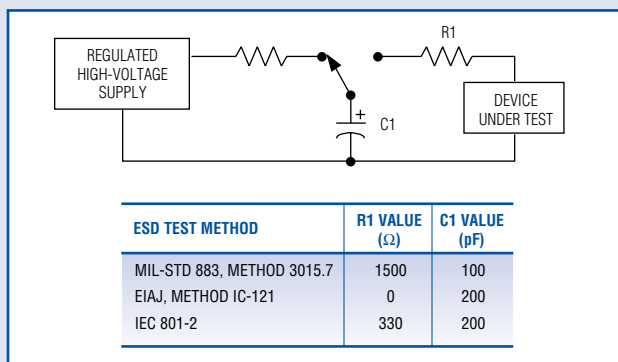 R1
REGULATED
HIGH-VOLTAGE
SUPPLY
+
C1
DEVICE
UNDER TEST
ESD TEST METHOD R1 VALUE (Ω) C1 VALUE (pF)
MIL-STD 883, METHOD 3015.7 1500 100
EIAJ, METHOD IC-121 0 200
IEC 801-2 330 200